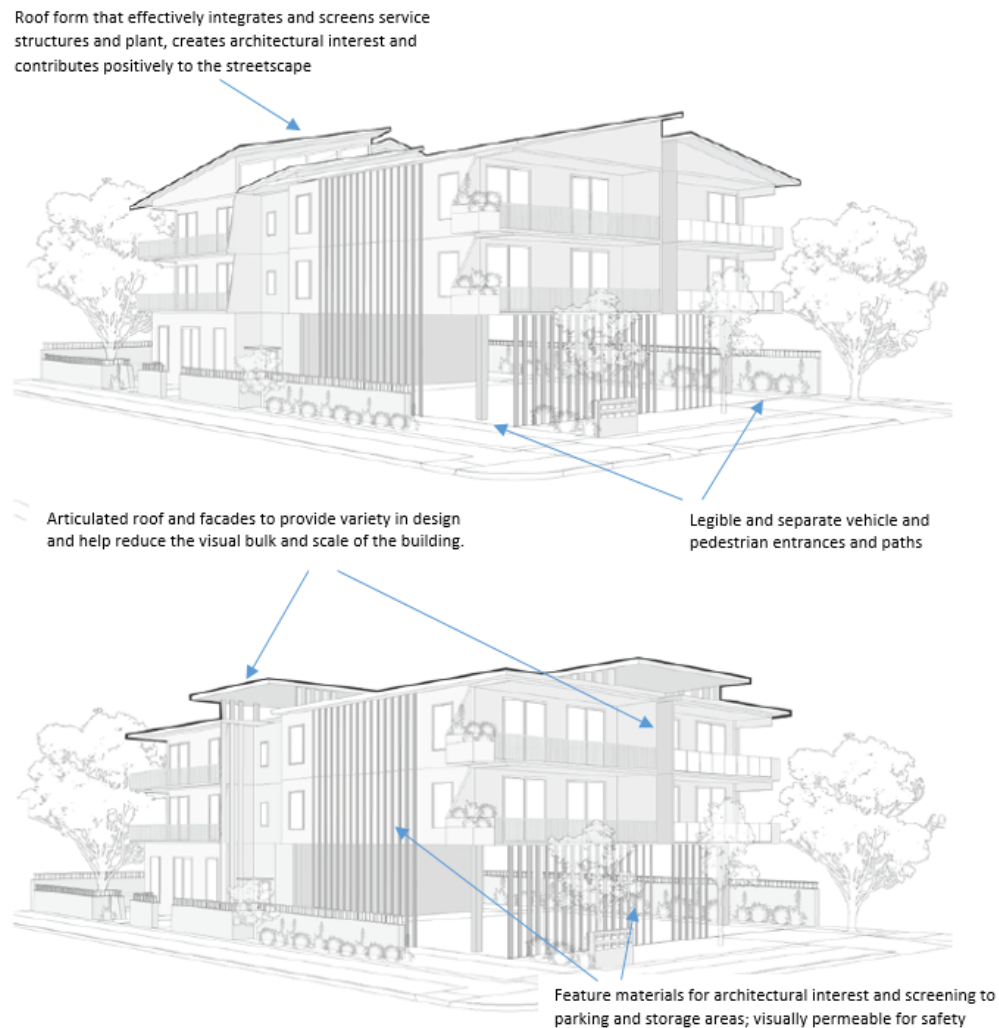 Roof form that effectively integrates and screens service
structures and plant, creates architectural interest and
contributes positively to the streetscape
Articulated roof and facades to provide variety in design
and help reduce the visual bulk and scale of the building.
Legible and separate vehicle and
pedestrian entrances and paths
Feature materials for architectural interest and screening to
parking and storage areas; visually permeable for safety